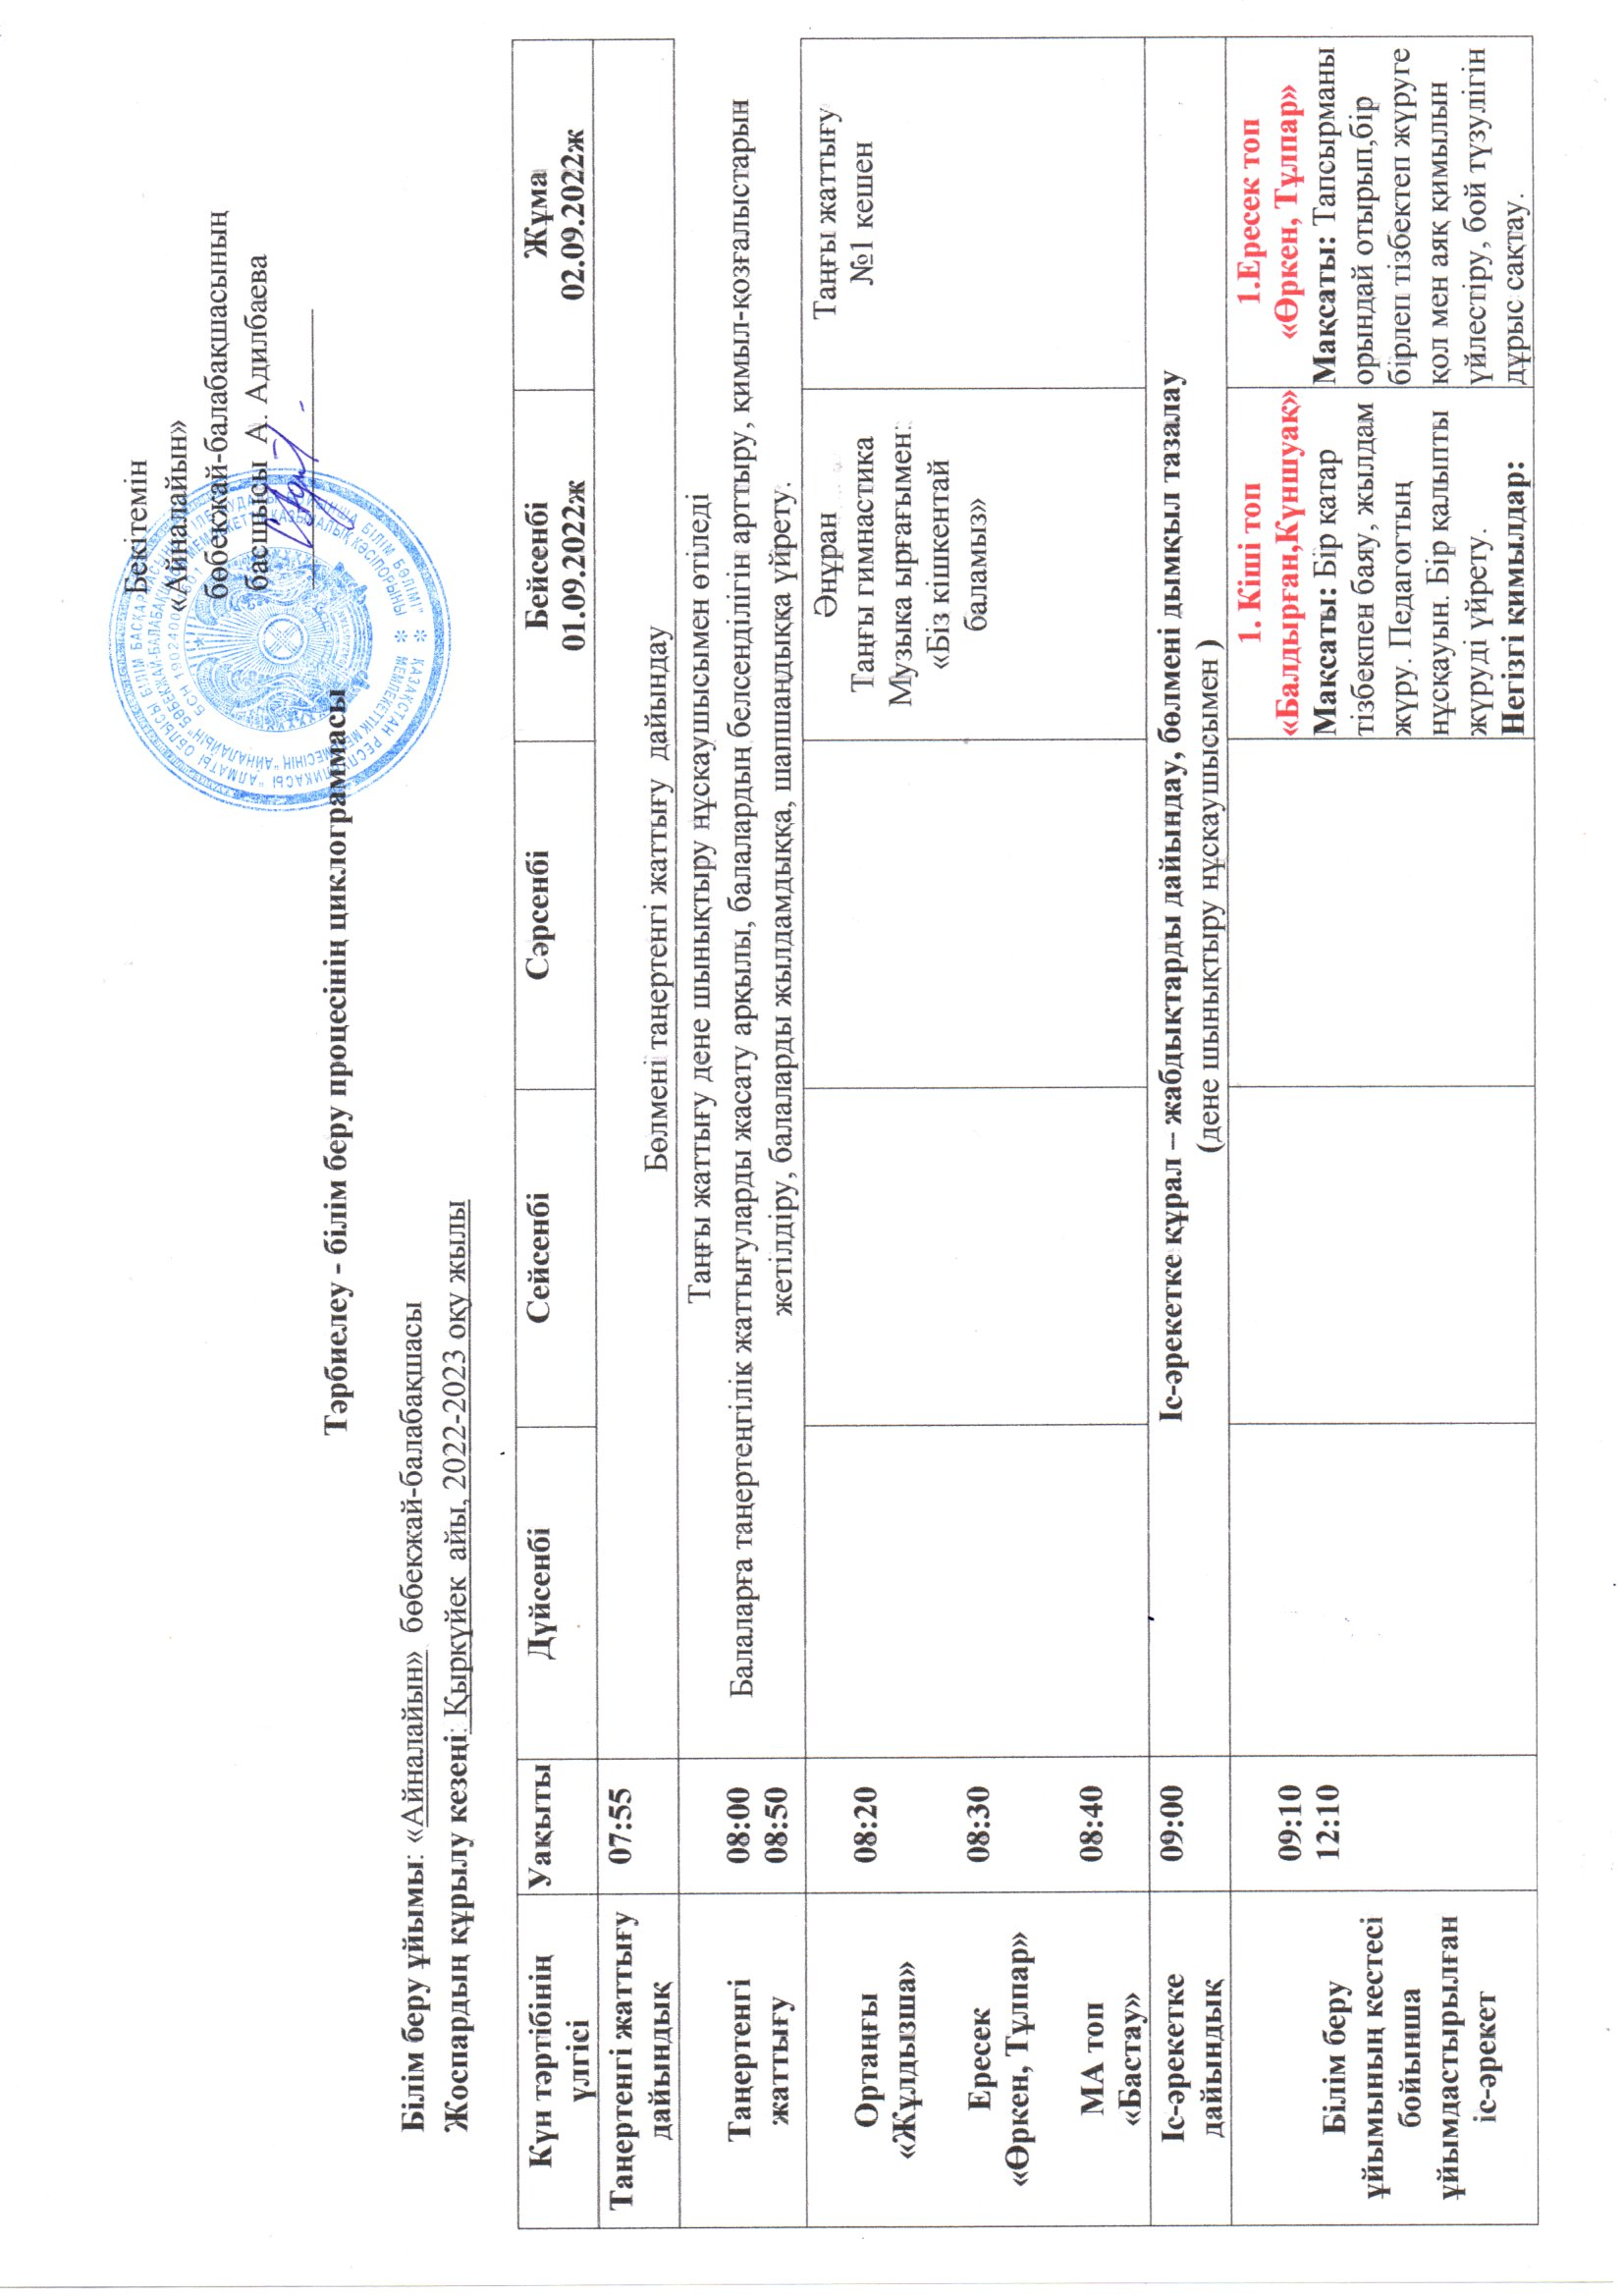 Бекітемін
«Айналайын»
бөбекжай-балабақшасының
басшысы А. Адилбаева
Тәрбиелеу - білім беру процесінің циклограммасы
Білім беру ұйымы: «Айналайын» бөбекжай-балабақшасы
Жоспардың құрылу кезеңі: Қыркүйек айы, 2022-2023 оқу жылы
Күн тәртібінің
үлгісі
Уақыты
Дүйсенбі
Сейсенбі
Сәрсенбі
Бейсенбі
01.09.2022ж
Жұма
02.09.2022ж
Таңертенгі жаттығу
дайындық
07:55
Бөлмені таңертенгі жаттығу дайындау
Таңертенгі
жаттығу
08:00
08:50
Таңғы жаттығу дене шынықтыру нұсқаушысымен өтіледі
Балаларға таңертеңгілік жаттығуларды жасату арқылы, балалардың белсенділігін артыру, қимыл-қозғалыстарын
жетілдіру, балаларды жылдамдыққа, шапшандыққа үйрету.
Ортаңғы
«Жұлдызша»
Ересек
«Өркен, Тұлпар»
МА топ
«Бастау»
08:20
08:30
08:40
Әнұран
Таңғы гимнастика
Музыка ырғағымен:
«Біз кішкентай
баламыз»
Таңғы жаттығу
№1 кешен
Іс-әрекетке
дайындық
09:00
Іс-әрекетке құрал – жабдықтарды дайындау, бөлмені дымқыл тазалау
(дене шынықтыру нұсқаушысымен )
Білім беру
ұйымының кестесі
бойынша
ұйымдастырылған
іс-әрекет
09:10
12:10
1. Кіші топ
«Балдырған,Күншуақ»
Мақсаты: Бір қатар
тізбекпен баяу, жылдам
жүру. Педагогтың
нұсқауын. Бір қалыпты
жүруді үйрету.
Негізгі қимылдар:
1.Ересек топ
«Өркен, Тұлпар»
Мақсаты: Тапсырманы
орындай отырып,бір
бірлеп тізбектеп жүруге
қол мен аяқ қимылын
үйлестіру, бой түзулігін
дұрыс сақтау.